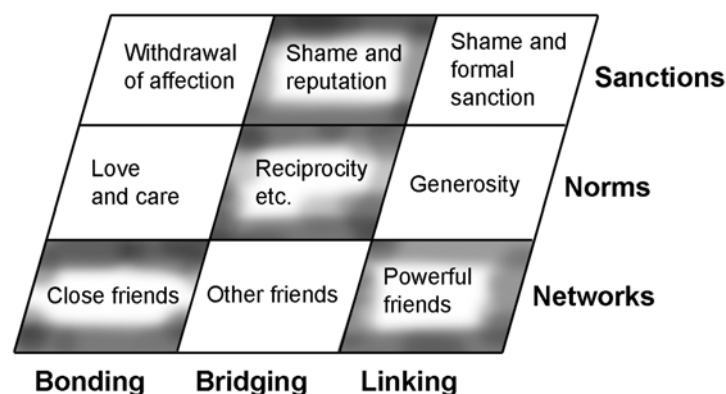 Withdrawal
of affection
Shame and
reputation
Shame and
formal
sanction
Sanctions
Love
and care
Reciprocity
etc.
Generosity
Norms
Close friends
Other friends
Powerful
friends
Networks
Bonding
Bridging
Linking